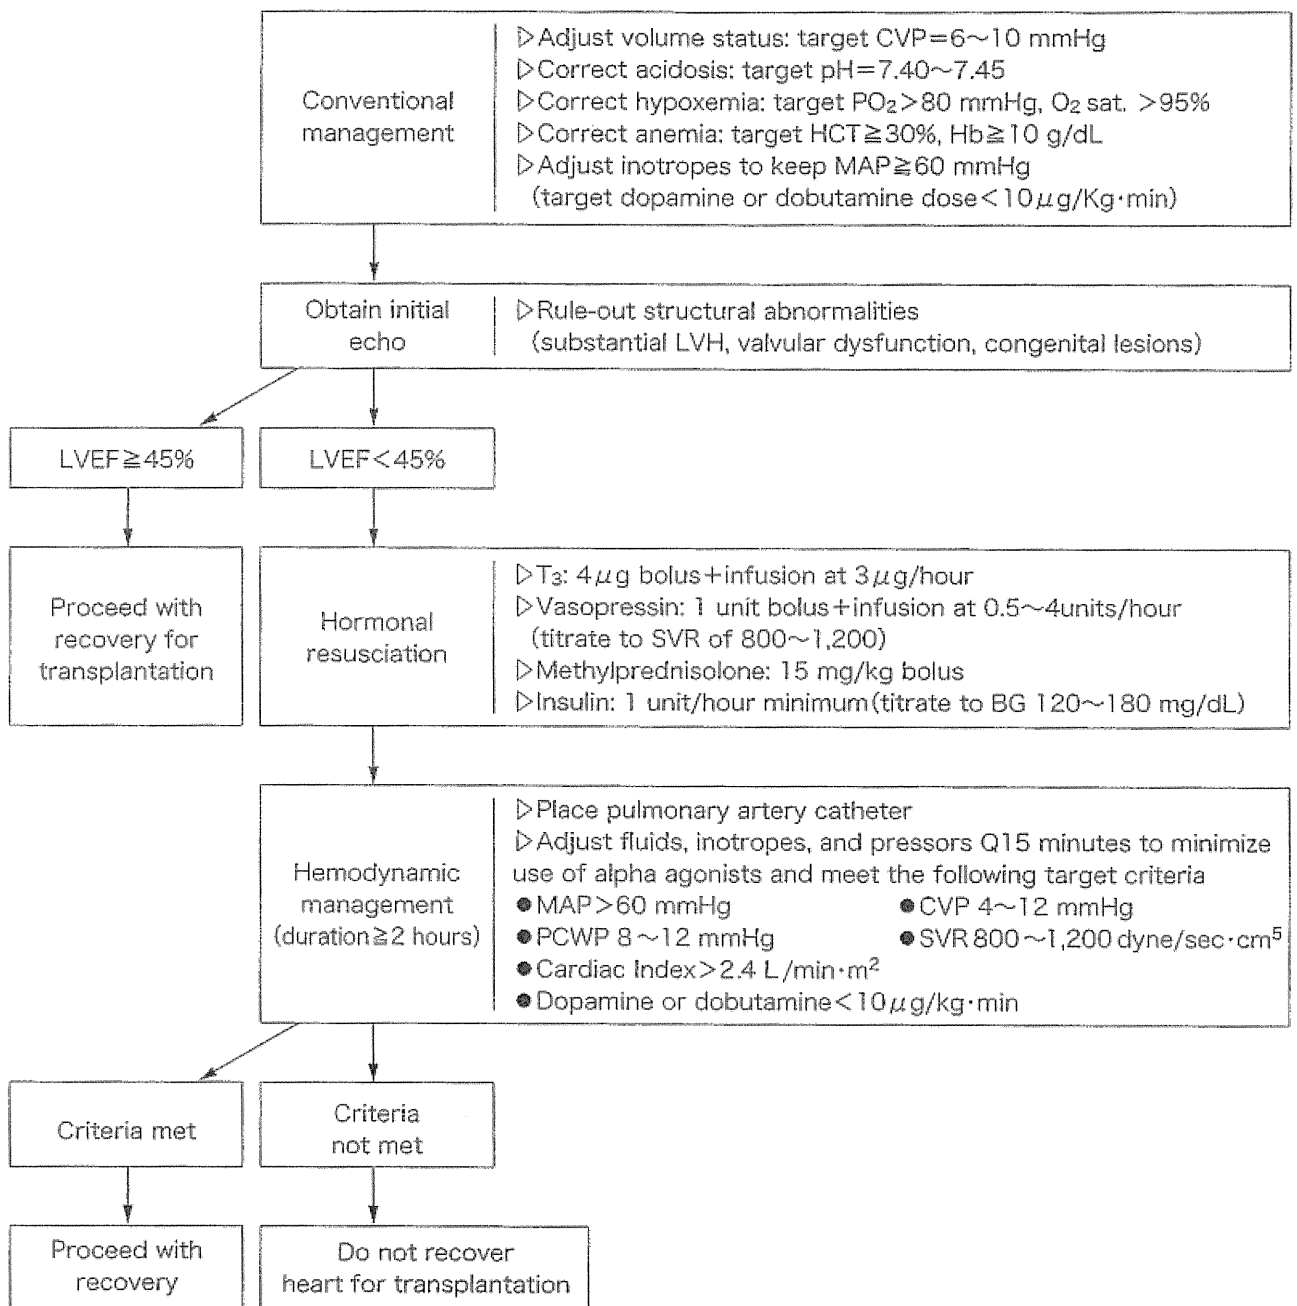 Conventional
management
▷Adjust volume status: target CVP=6～10 mmHg
▷Correct acidosis: target pH=7.40～7.45
▷Correct hypoxemia: target PO₂>80 mmHg, O₂ sat. >95%
▷Correct anemia: target HCT≧30%, Hb≧10 g/dL
▷Adjust inotropes to keep MAP≧60 mmHg
(target dopamine or dobutamine dose<10μg/Kg·min)
Obtain initial
echo
▷Rule-out structural abnormalities
(substantial LVH, valvular dysfunction, congenital lesions)
LVEF≧45%
LVEF<45%
Proceed with
recovery for
transplantation
Hormonal
resusciation
▷T₃: 4μg bolus+infusion at 3μg/hour
▷Vasopressin: 1 unit bolus+infusion at 0.5～4units/hour
(titrate to SVR of 800～1,200)
▷Methylprednisolone: 15 mg/kg bolus
▷Insulin: 1 unit/hour minimum(titrate to BG 120～180 mg/dL)
Hemodynamic
management
(duration≧2 hours)
▷Place pulmonary artery catheter
▷Adjust fluids, inotropes, and pressors Q15 minutes to minimize
use of alpha agonists and meet the following target criteria
●MAP>60 mmHg ●CVP 4～12 mmHg
●PCWP 8～12 mmHg ●SVR 800～1,200 dyne/sec·cm⁵
●Cardiac Index>2.4 L/min·m²
●Dopamine or dobutamine<10μg/kg·min
Criteria met
Criteria
not met
Proceed with
recovery
Do not recover
heart for transplantation